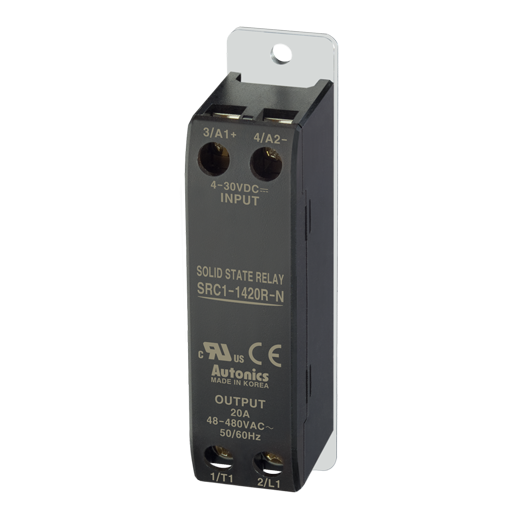 3/A1+ 4/A2-
4-30VDC⎓
INPUT
SOLID STATE RELAY
SRC1-1420R-N
c RU US CE
Autonics
MADE IN KOREA
OUTPUT
20A
48-480VAC～
50/60Hz
1/T1 2/L1